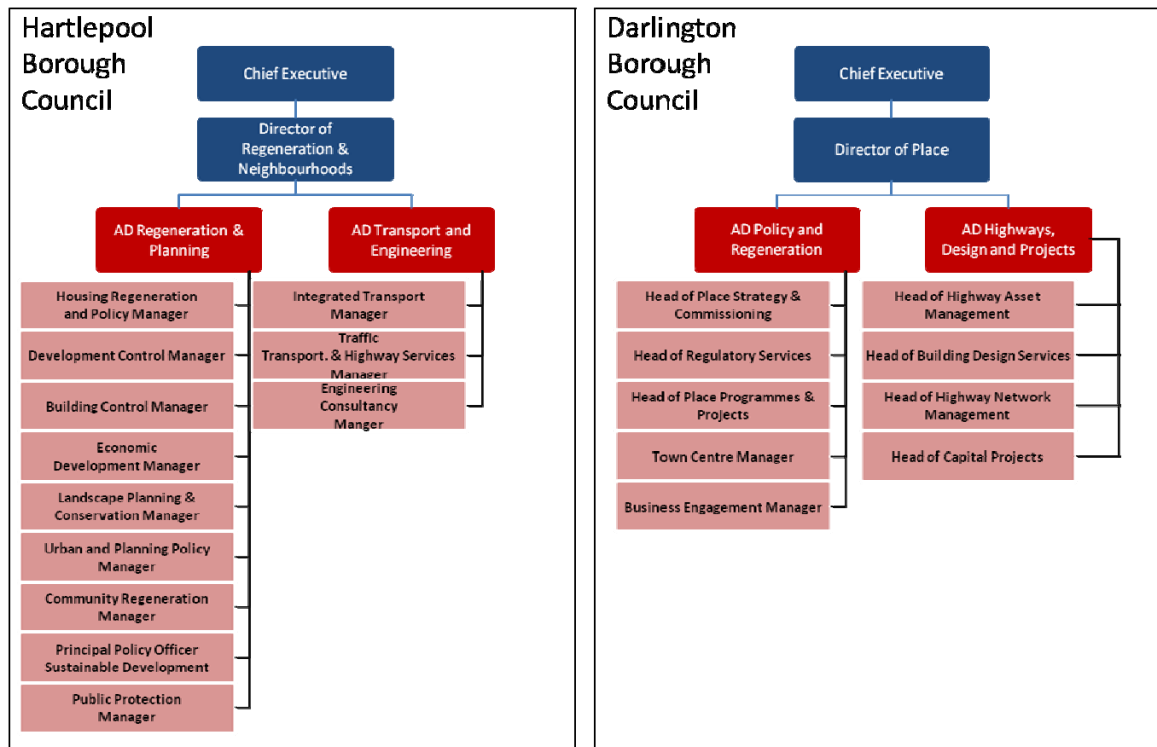 Hartlepool
Borough
Council
Chief Executive
Director of
Regeneration &
Neighbourhoods
AD Regeneration &
Planning
AD Transport and
Engineering
Housing Regeneration
and Policy Manager
Development Control Manager
Building Control Manager
Economic
Development Manager
Landscape Planning &
Conservation Manager
Urban and Planning Policy
Manager
Community Regeneration
Manager
Principal Policy Officer
Sustainable Development
Public Protection
Manager
Integrated Transport
Manager
Traffic
Transport. & Highway Services
Manager
Engineering
Consultancy
Manger
Darlington
Borough
Council
Chief Executive
Director of Place
AD Policy and
Regeneration
AD Highways,
Design and Projects
Head of Place Strategy &
Commissioning
Head of Regulatory Services
Head of Place Programmes &
Projects
Town Centre Manager
Business Engagement Manager
Head of Highway Asset
Management
Head of Building Design Services
Head of Highway Network
Management
Head of Capital Projects